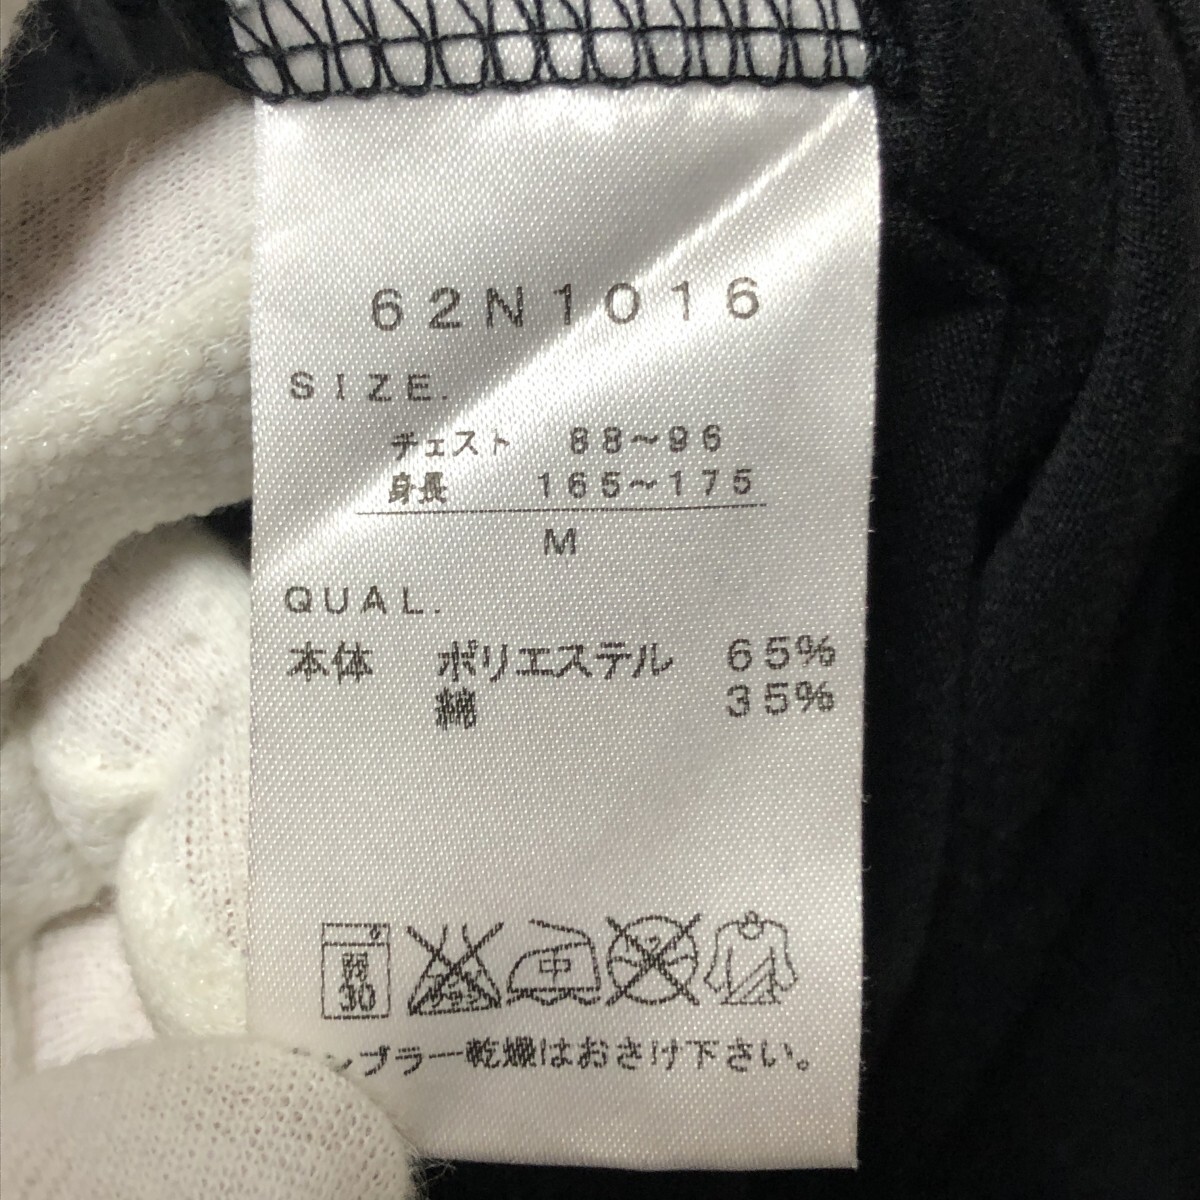 62N1016
SIZE.
チェスト 88~96
身長 165~175
M
QUAL.
本体 ポリエステル 65%
綿 35%
弱 30 中
ンブラー乾燥はおさけ下さい。